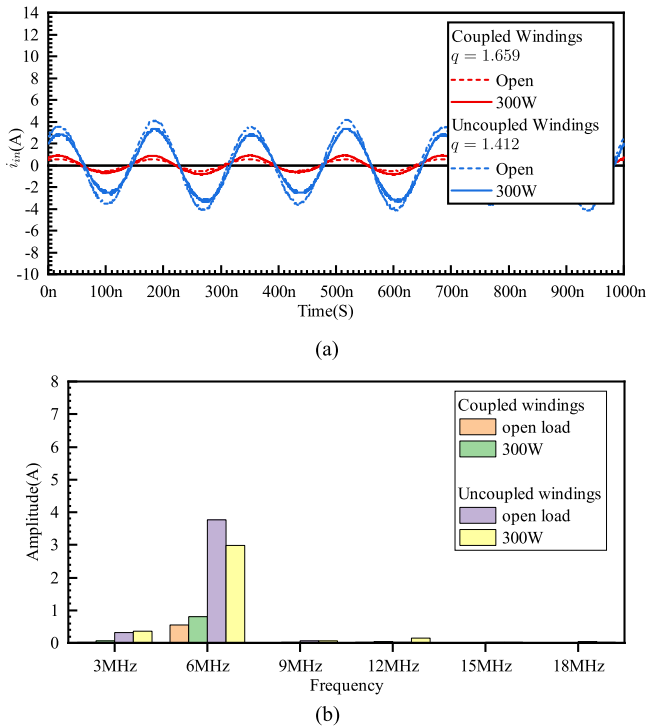 14
12
10
8
6
4
2
0
-2
-4
-6
-8
-10
i_in(A)
Coupled Windings
q = 1.659
Open
300W
Uncoupled Windings
q = 1.412
Open
300W
0n 100n 200n 300n 400n 500n 600n 700n 800n 900n 1000n
Time(S)
(a)
8
7
6
5
4
3
2
1
0
Amplitude(A)
Coupled windings
open load
300W
Uncoupled windings
open load
300W
3MHz 6MHz 9MHz 12MHz 15MHz 18MHz
Frequency
(b)